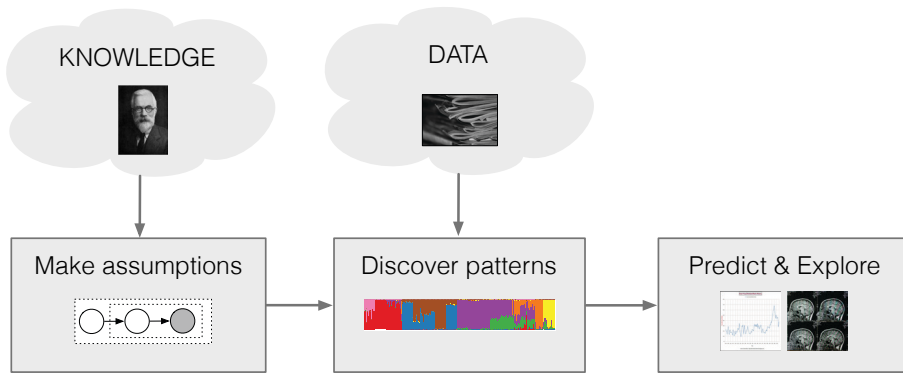 KNOWLEDGE
DATA
Make assumptions
Discover patterns
Predict & Explore